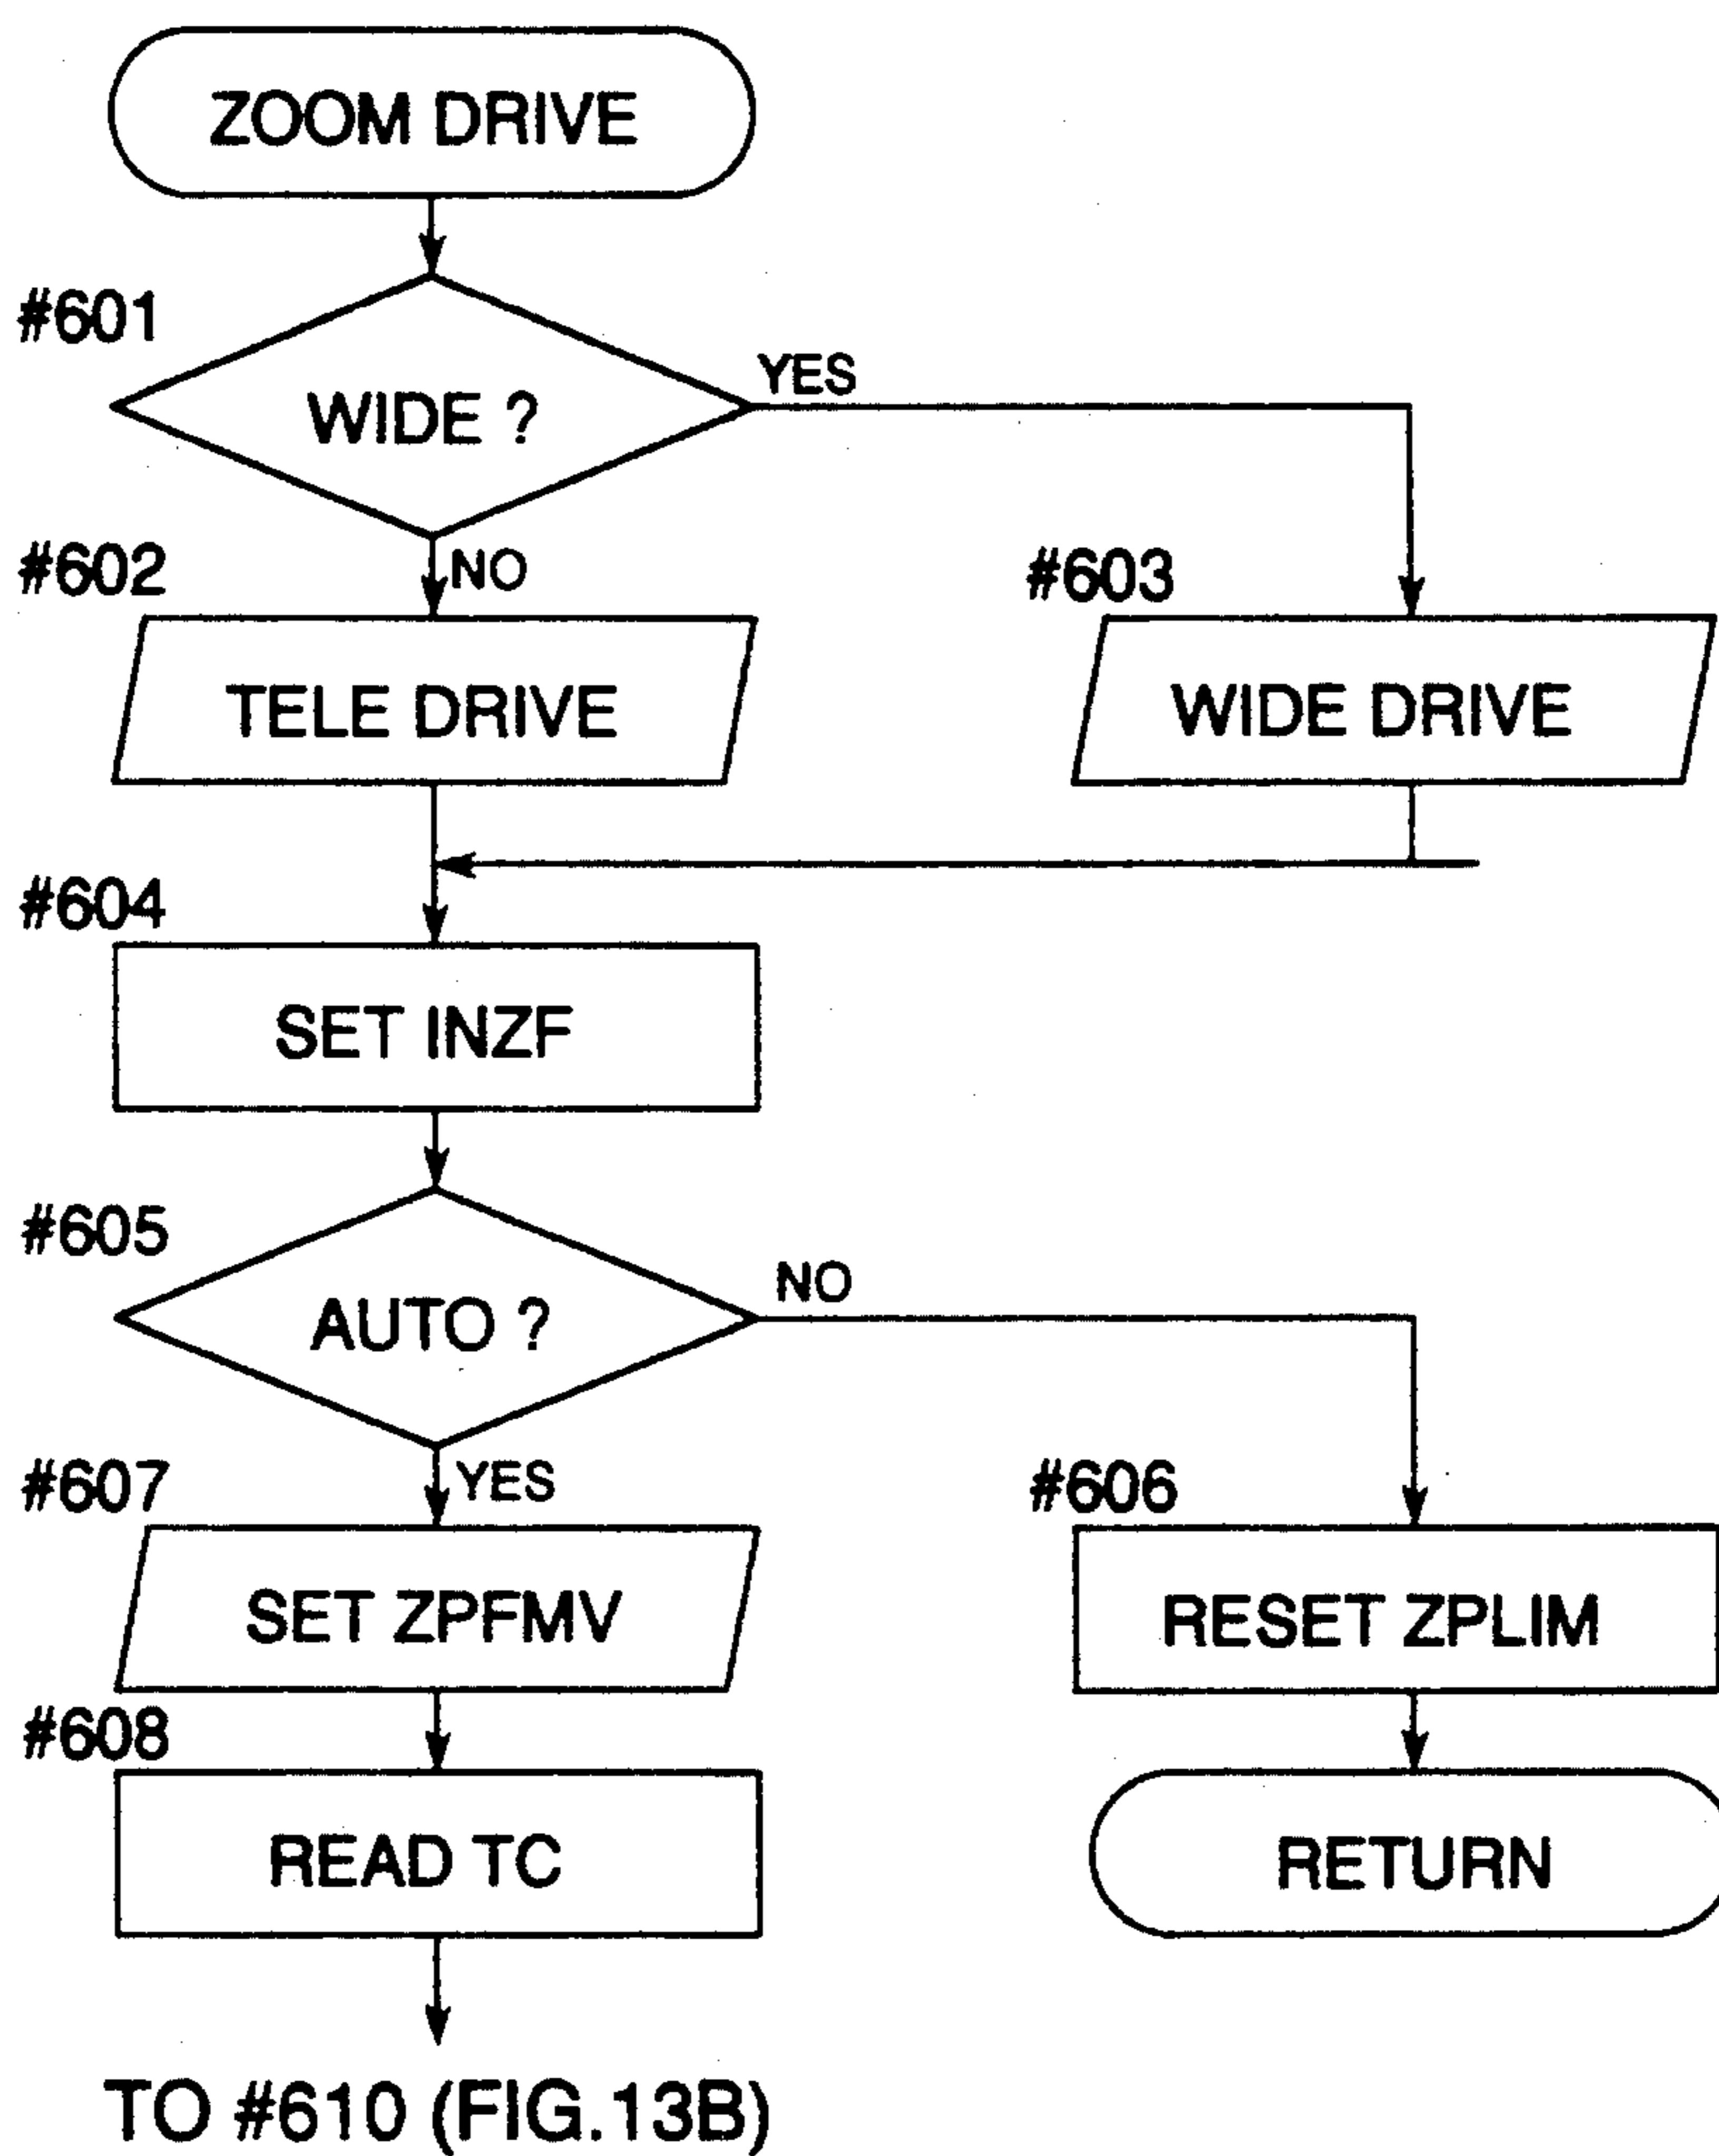 ZOOM DRIVE
#601
WIDE ?
YES
NO
#602
TELE DRIVE
#603
WIDE DRIVE
#604
SET INZF
#605
AUTO ?
NO
YES
#607
SET ZPFMV
#606
RESET ZPLIM
#608
READ TC
RETURN
TO #610 (FIG.13B)